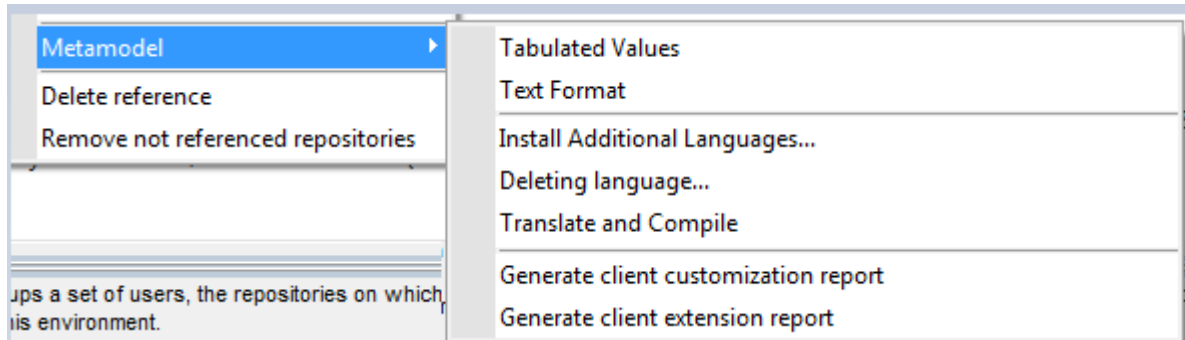 Metamodel
Delete reference
Remove not referenced repositories
Tabulated Values
Text Format
Install Additional Languages...
Deleting language...
Translate and Compile
Generate client customization report
Generate client extension report
ups a set of users, the repositories on which
environment.